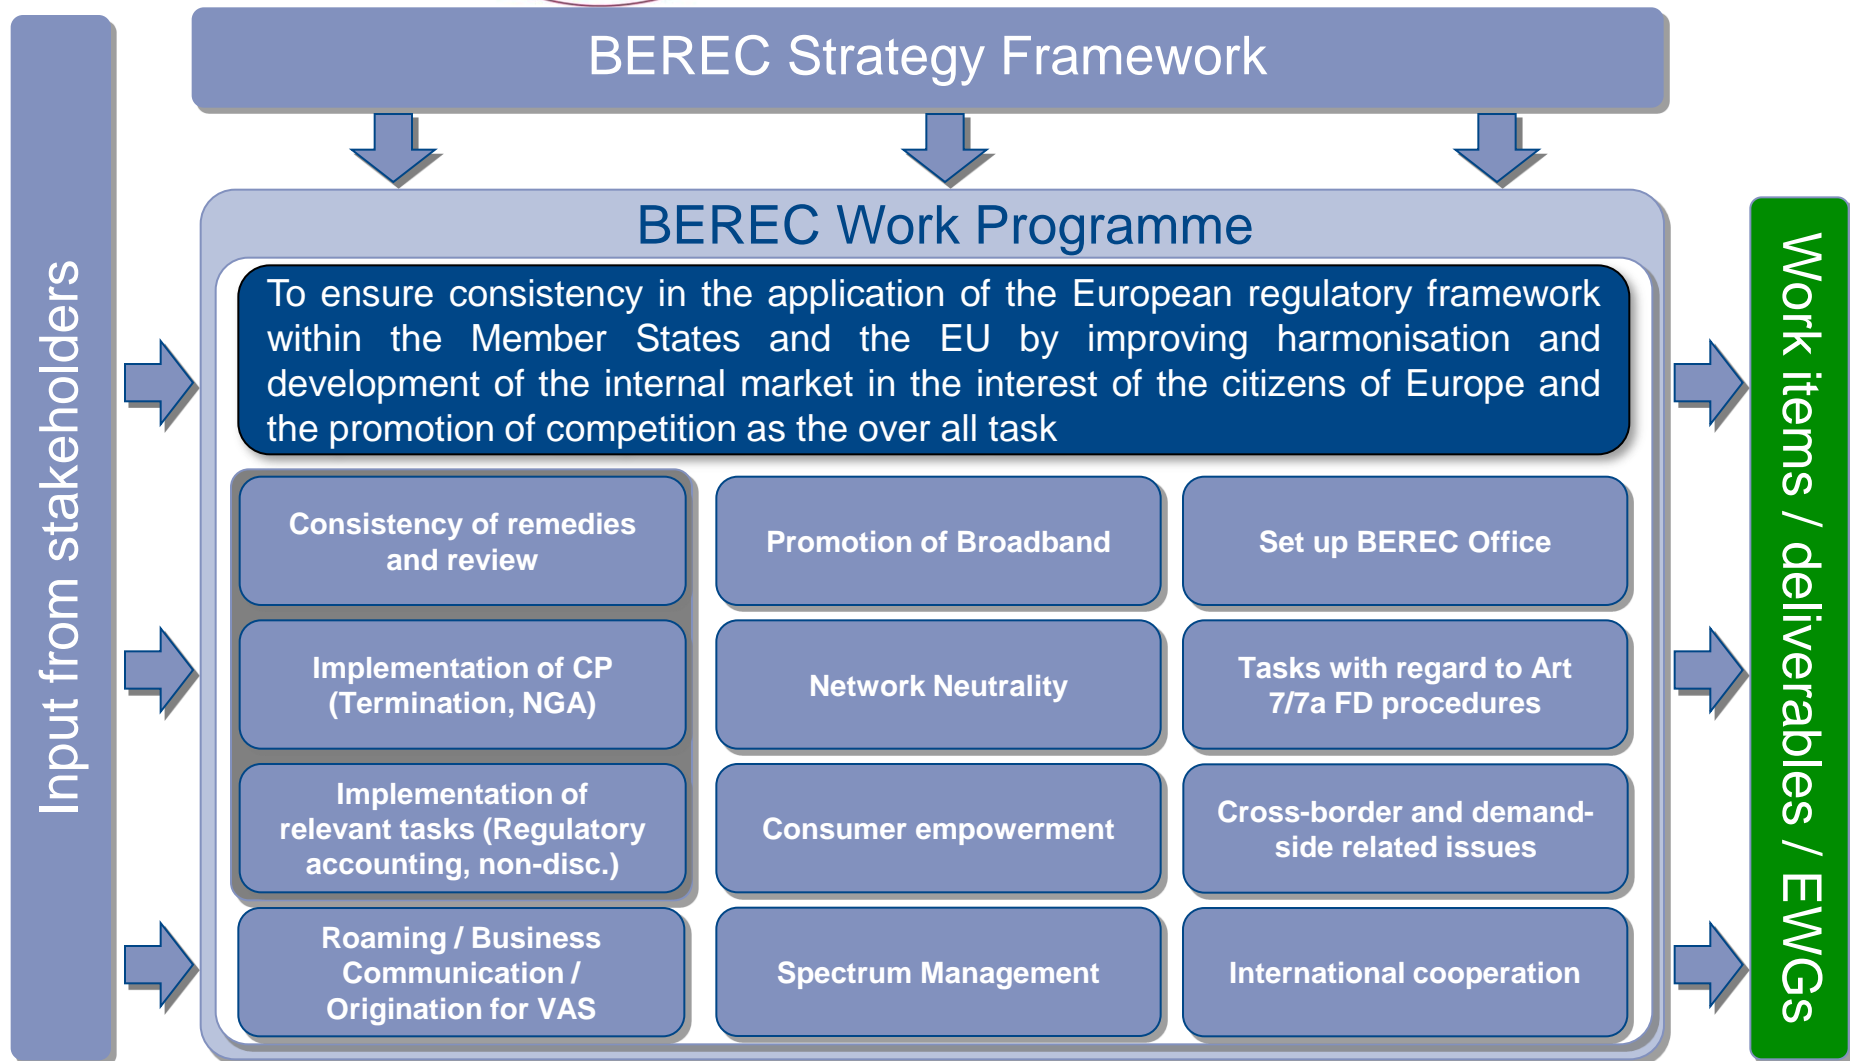 BEREC Strategy Framework
Input from stakeholders
BEREC Work Programme
To ensure consistency in the application of the European regulatory framework
within the Member States and the EU by improving harmonisation and
development of the internal market in the interest of the citizens of Europe and
the promotion of competition as the over all task
Consistency of remedies
and review
Promotion of Broadband
Set up BEREC Office
Implementation of CP
(Termination, NGA)
Network Neutrality
Tasks with regard to Art
7/7a FD procedures
Implementation of
relevant tasks (Regulatory
accounting, non-disc.)
Consumer empowerment
Cross-border and demand-
side related issues
Roaming / Business
Communication /
Origination for VAS
Spectrum Management
International cooperation
Work items / deliverables / EWGs